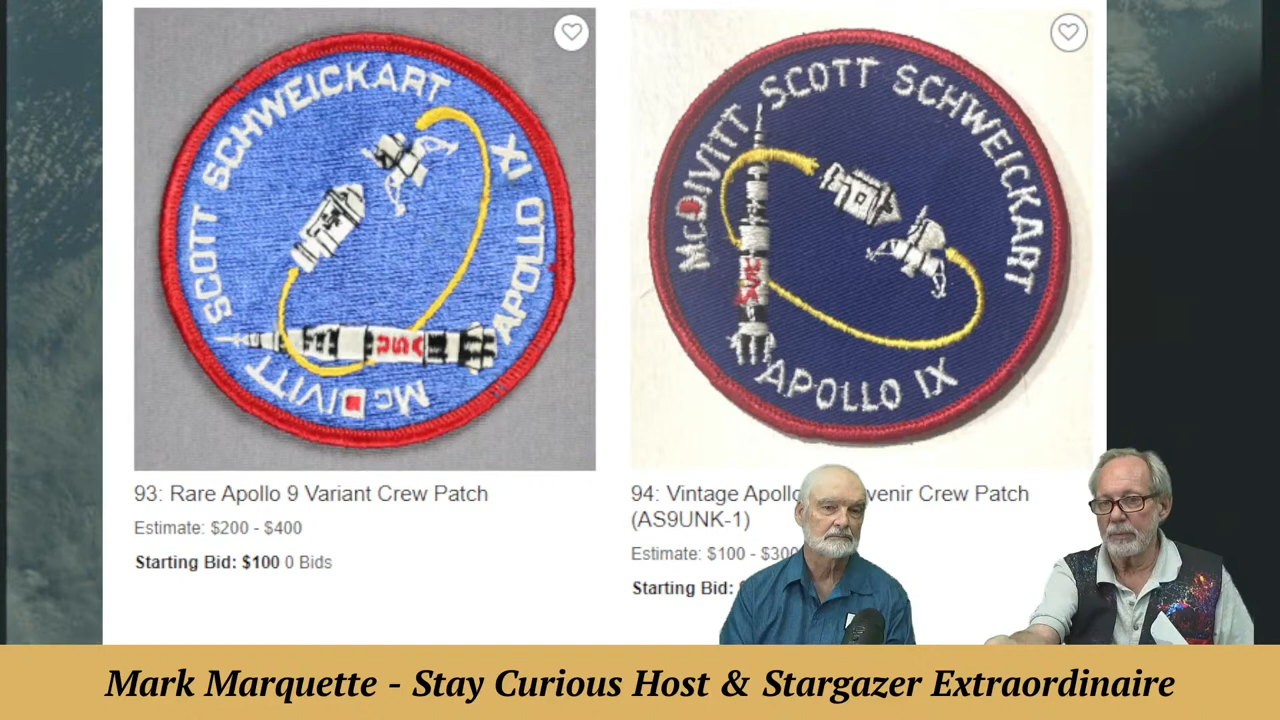 SCOTT SCHWEICKART
APOLLO IX
McDIVITT
USA
McDIVITT SCOTT SCHWEICKART
USA
APOLLO IX
93: Rare Apollo 9 Variant Crew Patch
Estimate: $200 - $400
Starting Bid: $100 0 Bids
94: Vintage Apollo Crew Patch
(AS9UNK-1)
Estimate: $100 - $300
Starting Bid:
Mark Marquette - Stay Curious Host & Stargazer Extraordinaire